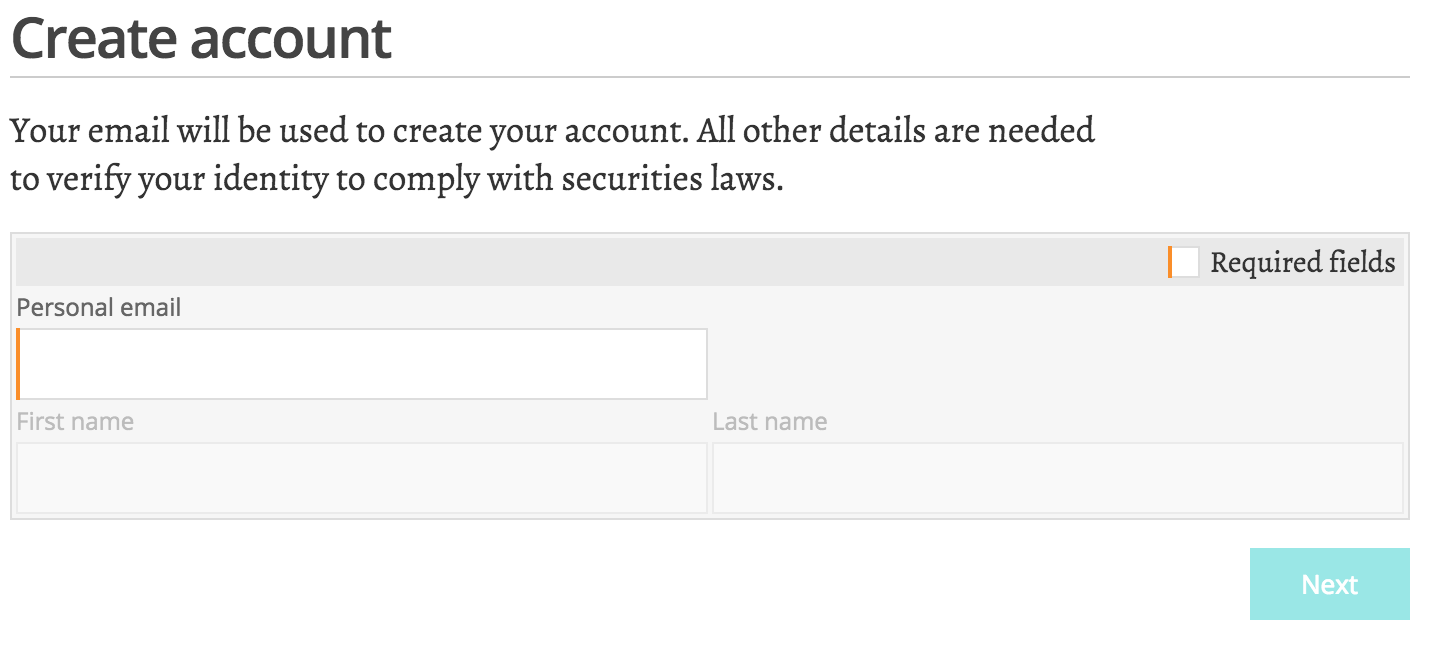 Create account
Your email will be used to create your account. All other details are needed
to verify your identity to comply with securities laws.
Required fields
Personal email
First name
Last name
Next